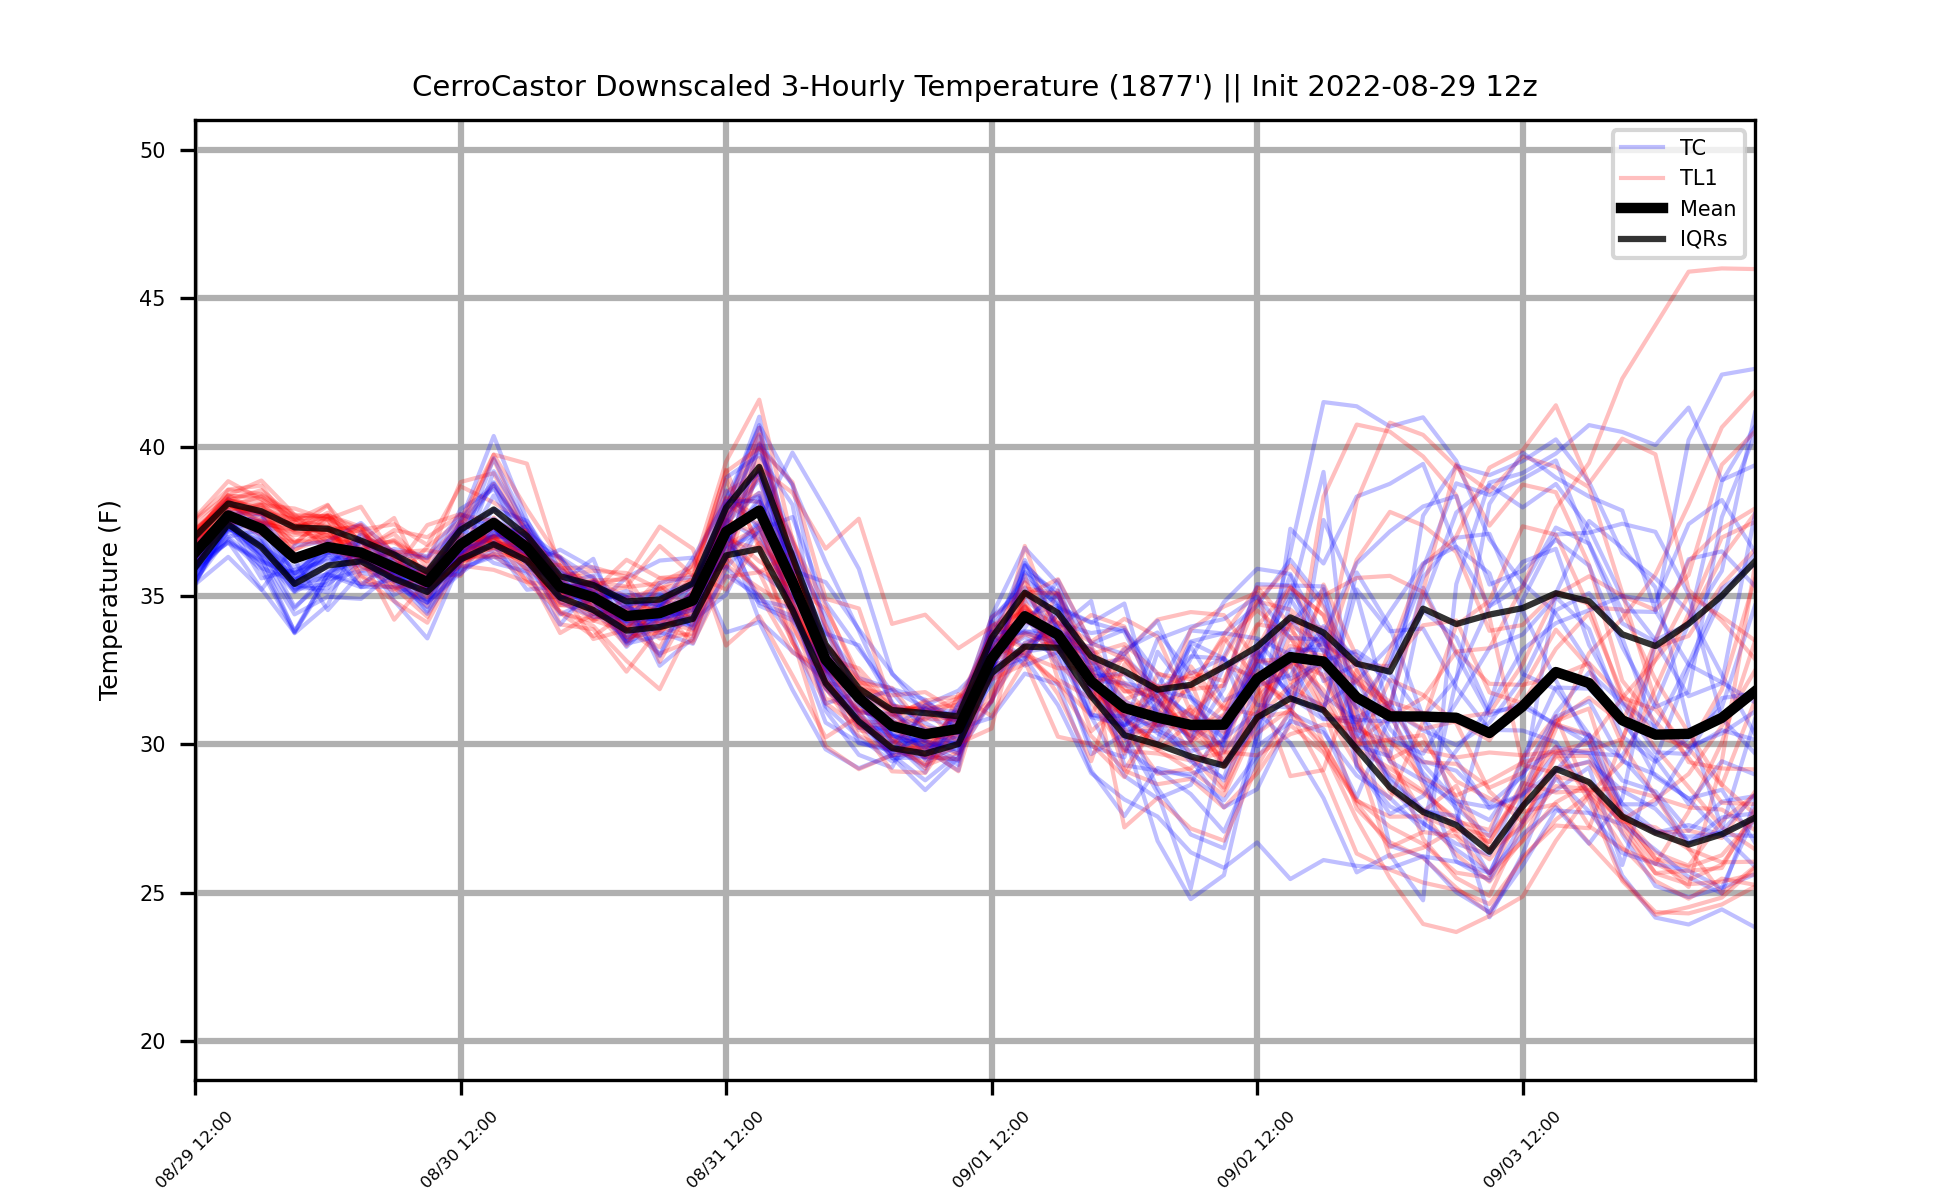 CerroCastor Downscaled 3-Hourly Temperature (1877') || Init 2022-08-29 12z
TC
TL1
Mean
IQRs
Temperature (F)
50
45
40
35
30
25
20
08/29 12:00
08/30 12:00
08/31 12:00
09/01 12:00
09/02 12:00
09/03 12:00